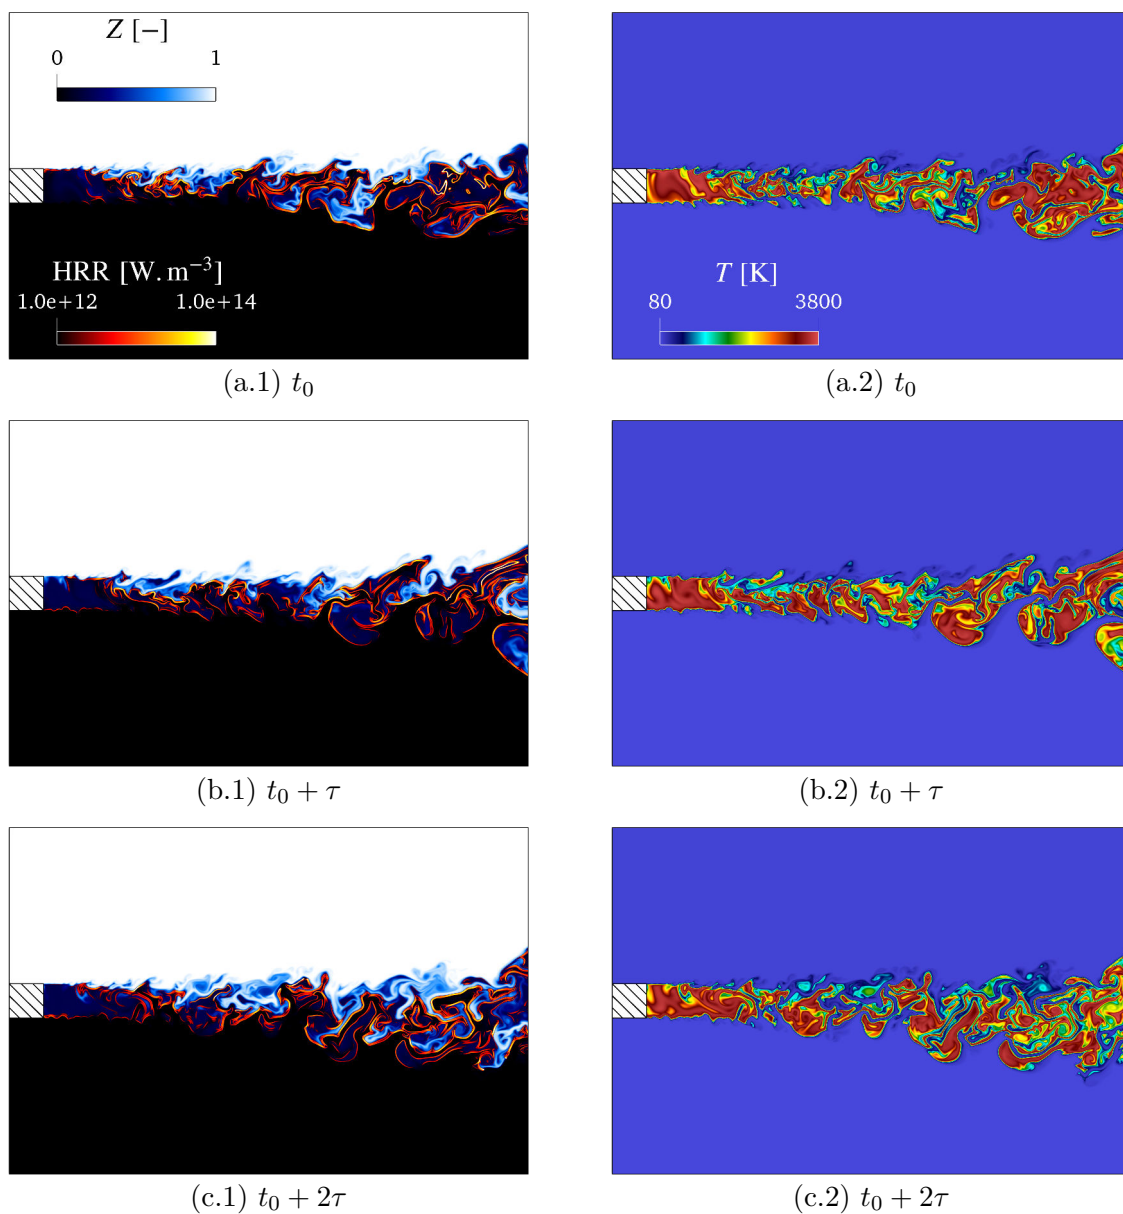 Z [−]
0 1
HRR [W.m⁻³]
1.0e+12 1.0e+14
T [K]
80 3800
(a.1) t₀
(a.2) t₀
(b.1) t₀ + τ
(b.2) t₀ + τ
(c.1) t₀ + 2τ
(c.2) t₀ + 2τ